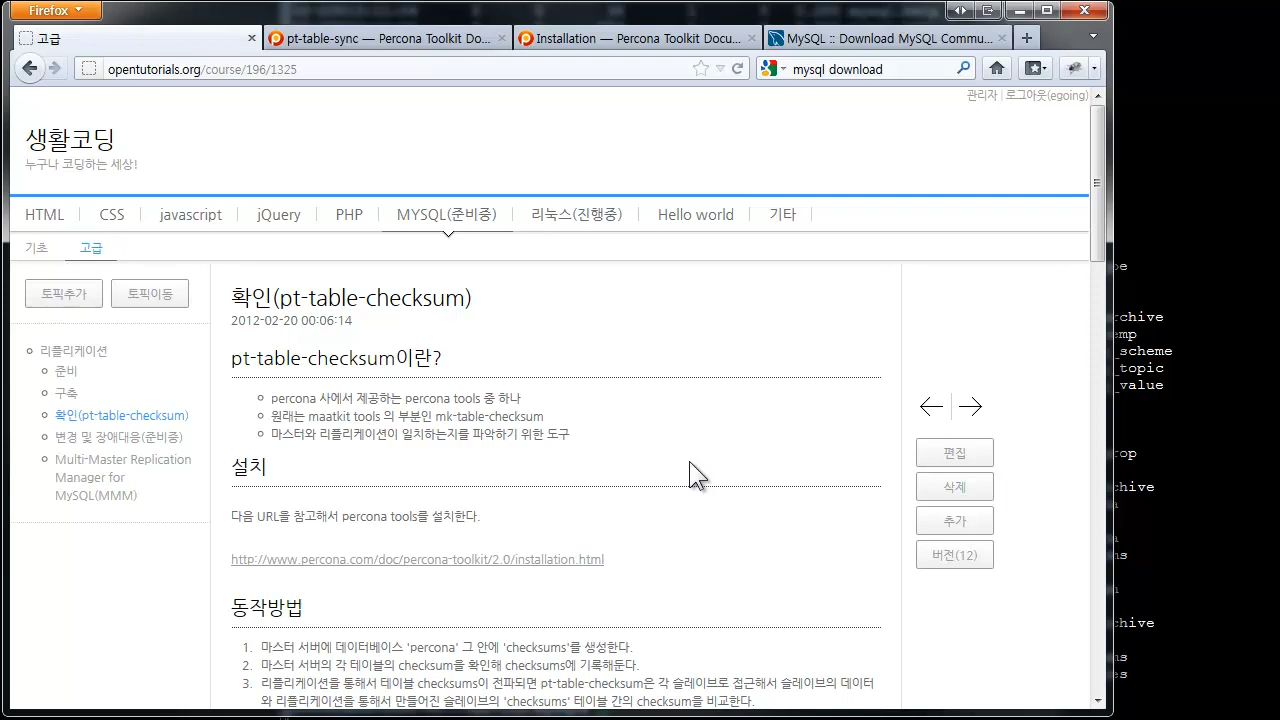 Firefox
고급
pt-table-sync — Percona Toolkit Do...
Installation — Percona Toolkit Docu...
MySQL :: Download MySQL Commu...
opentutorials.org/course/196/1325
mysql download
관리자 | 로그아웃(egoing)
생활코딩
누구나 코딩하는 세상!
HTML
CSS
javascript
jQuery
PHP
MYSQL(준비중)
리눅스(진행중)
Hello world
기타
기초
고급
토픽추가
토픽이동
리플리케이션
준비
구축
확인(pt-table-checksum)
변경 및 장애대응(준비중)
Multi-Master Replication
Manager for
MySQL(MMM)
확인(pt-table-checksum)
2012-02-20 00:06:14
pt-table-checksum이란?
percona 사에서 제공하는 percona tools 중 하나
원래는 maatkit tools 의 부분인 mk-table-checksum
마스터와 리플리케이션이 일치하는지를 파악하기 위한 도구
설치
다음 URL을 참고해서 percona tools를 설치한다.
http://www.percona.com/doc/percona-toolkit/2.0/installation.html
동작방법
1. 마스터 서버에 데이터베이스 'percona' 그 안에 'checksums'를 생성한다.
2. 마스터 서버의 각 테이블의 checksum을 확인해 checksums에 기록해둔다.
3. 리플리케이션을 통해서 테이블 checksums이 전파되면 pt-table-checksum은 각 슬레이브로 접근해서 슬레이브의 데이터
와 리플리케이션을 통해서 만들어진 슬레이브의 'checksums' 테이블 간의 checksum을 비교한다.
편집
삭제
추가
버전(12)
pe
chive
emp
_scheme
_topic
_value
rop
chive
ns
chive
ns
es